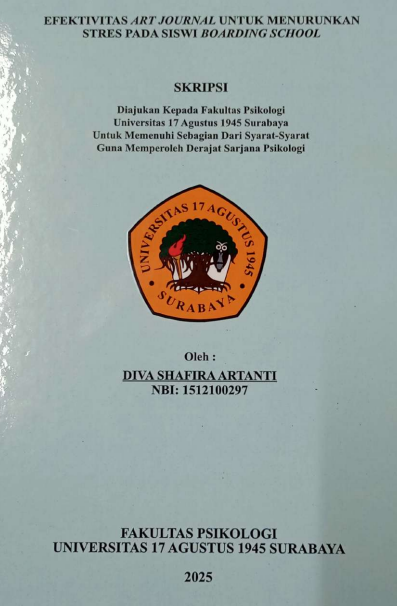 EFEKTIVITAS ART JOURNAL UNTUK MENURUNKAN
STRES PADA SISWI BOARDING SCHOOL
SKRIPSI
Diajukan Kepada Fakultas Psikologi
Universitas 17 Agustus 1945 Surabaya
Untuk Memenuhi Sebagian Dari Syarat-Syarat
Guna Memperoleh Derajat Sarjana Psikologi
UNIVERSITAS 17 AGUSTUS 1945
SURABAYA
Oleh :
DIVA SHAFIRA ARTANTI
NBI: 1512100297
FAKULTAS PSIKOLOGI
UNIVERSITAS 17 AGUSTUS 1945 SURABAYA
2025